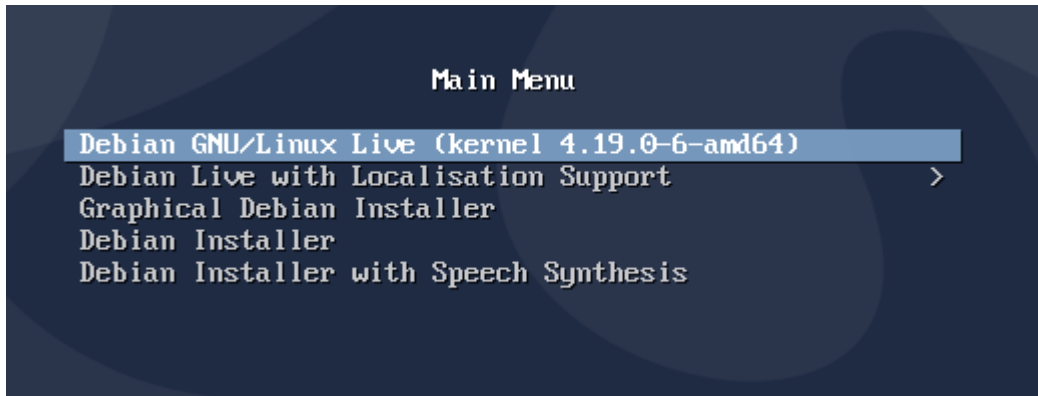 Main Menu
Debian GNU/Linux Live (kernel 4.19.0-6-amd64)
Debian Live with Localisation Support >
Graphical Debian Installer
Debian Installer
Debian Installer with Speech Synthesis